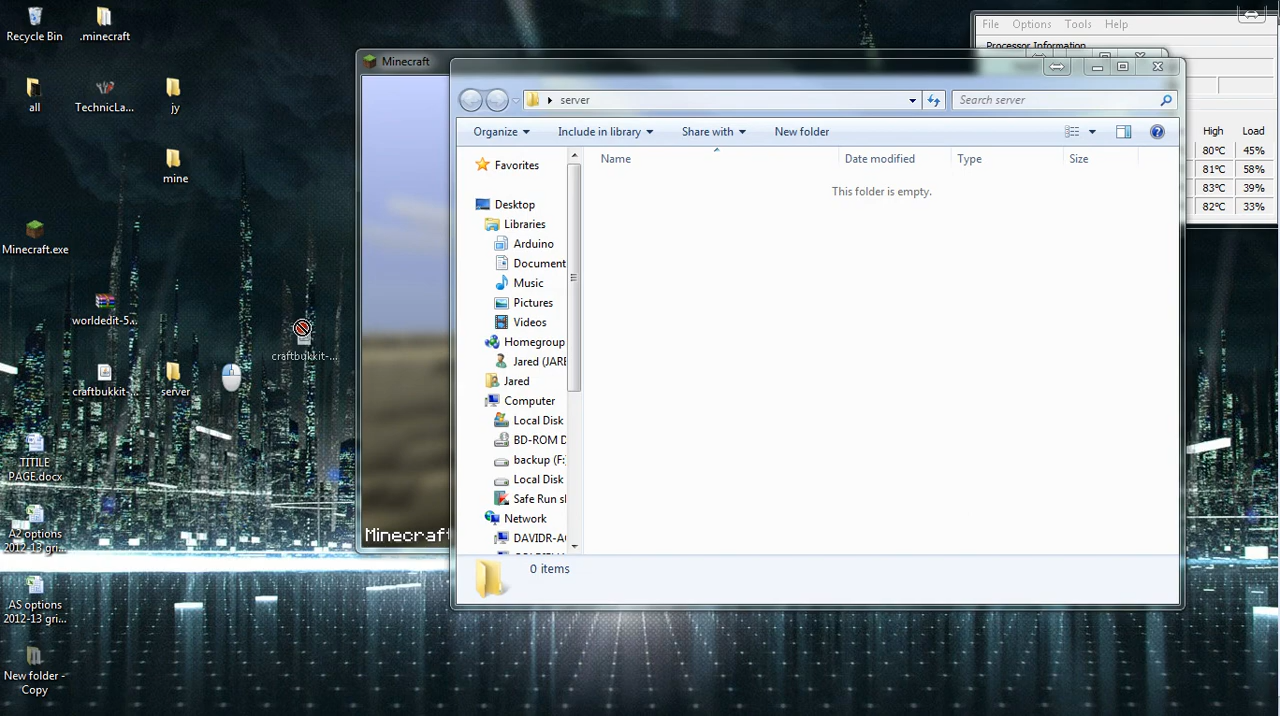 Recycle Bin
.minecraft
all
TechnicLa...
jy
mine
Minecraft.exe
worldedit-5...
craftbukkit-...
craftbukkit-...
server
TITILE
PAGE.docx
A2 options
2012-13 gri...
AS options
2012-13 gri...
New folder -
Copy
Minecraft
Minecraft
File Options Tools Help
Processor Information
High Load
80°C 45%
81°C 58%
83°C 39%
82°C 33%
server
Search server
Organize Include in library Share with New folder
Name Date modified Type Size
This folder is empty.
Favorites
Desktop
Libraries
Arduino
Document
Music
Pictures
Videos
Homegroup
Jared (JARE
Jared
Computer
Local Disk
BD-ROM D
backup (F:
Local Disk
Safe Run sl
Network
DAVIDR-A
0 items